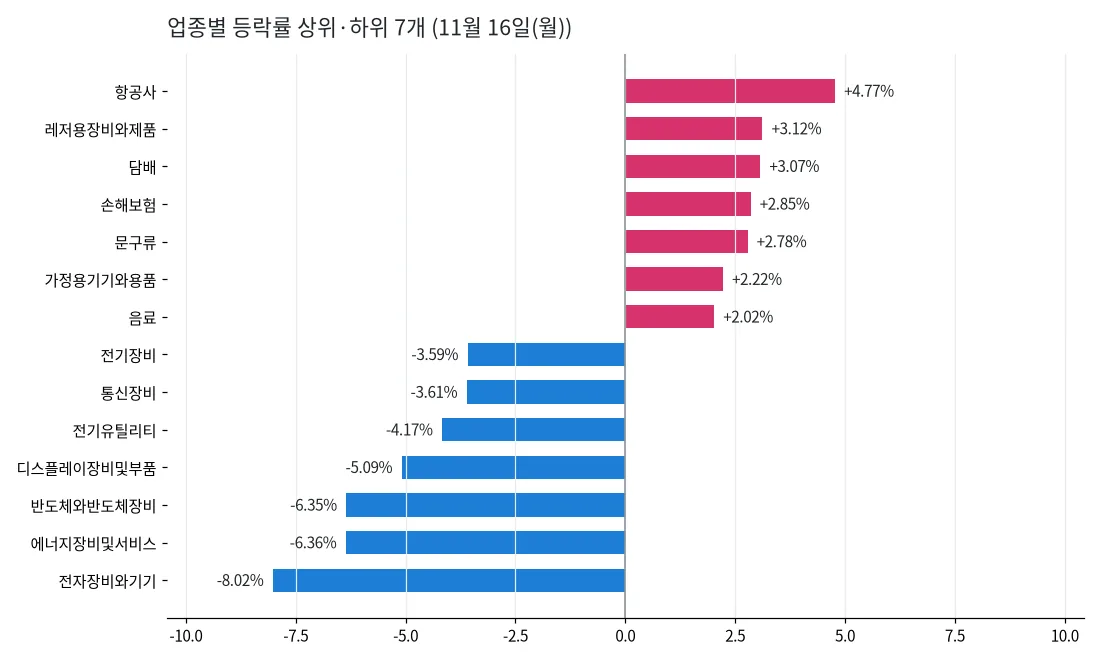 업종별 등락률 상위·하위 7개 (11월 16일(월))
항공사 +4.77%
레저용장비와제품 +3.12%
담배 +3.07%
손해보험 +2.85%
문구류 +2.78%
가정용기기와용품 +2.22%
음료 +2.02%
전기장비 -3.59%
통신장비 -3.61%
전기유틸리티 -4.17%
디스플레이장비및부품 -5.09%
반도체와반도체장비 -6.35%
에너지장비및서비스 -6.36%
전자장비와기기 -8.02%
-10.0 -7.5 -5.0 -2.5 0.0 2.5 5.0 7.5 10.0